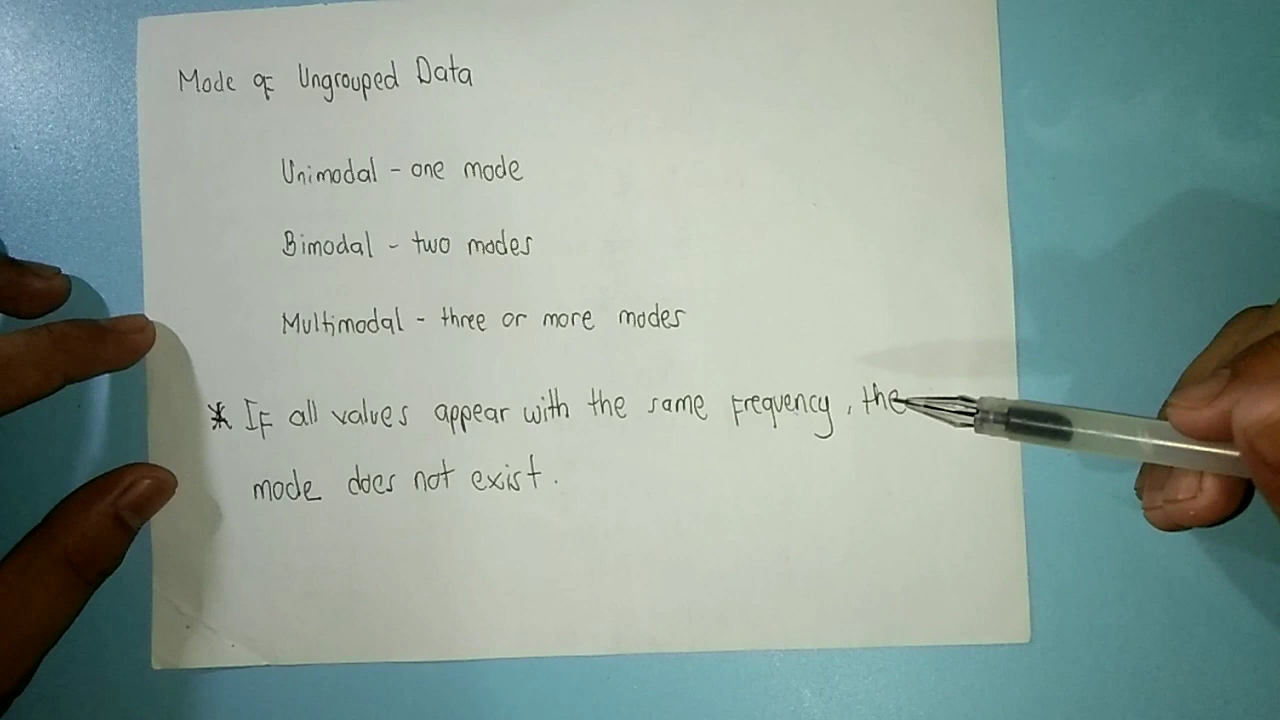 Mode of Ungrouped Data
Unimodal - one mode
Bimodal - two modes
Multimodal - three or more modes
* If all values appear with the same frequency, the
mode does not exist.